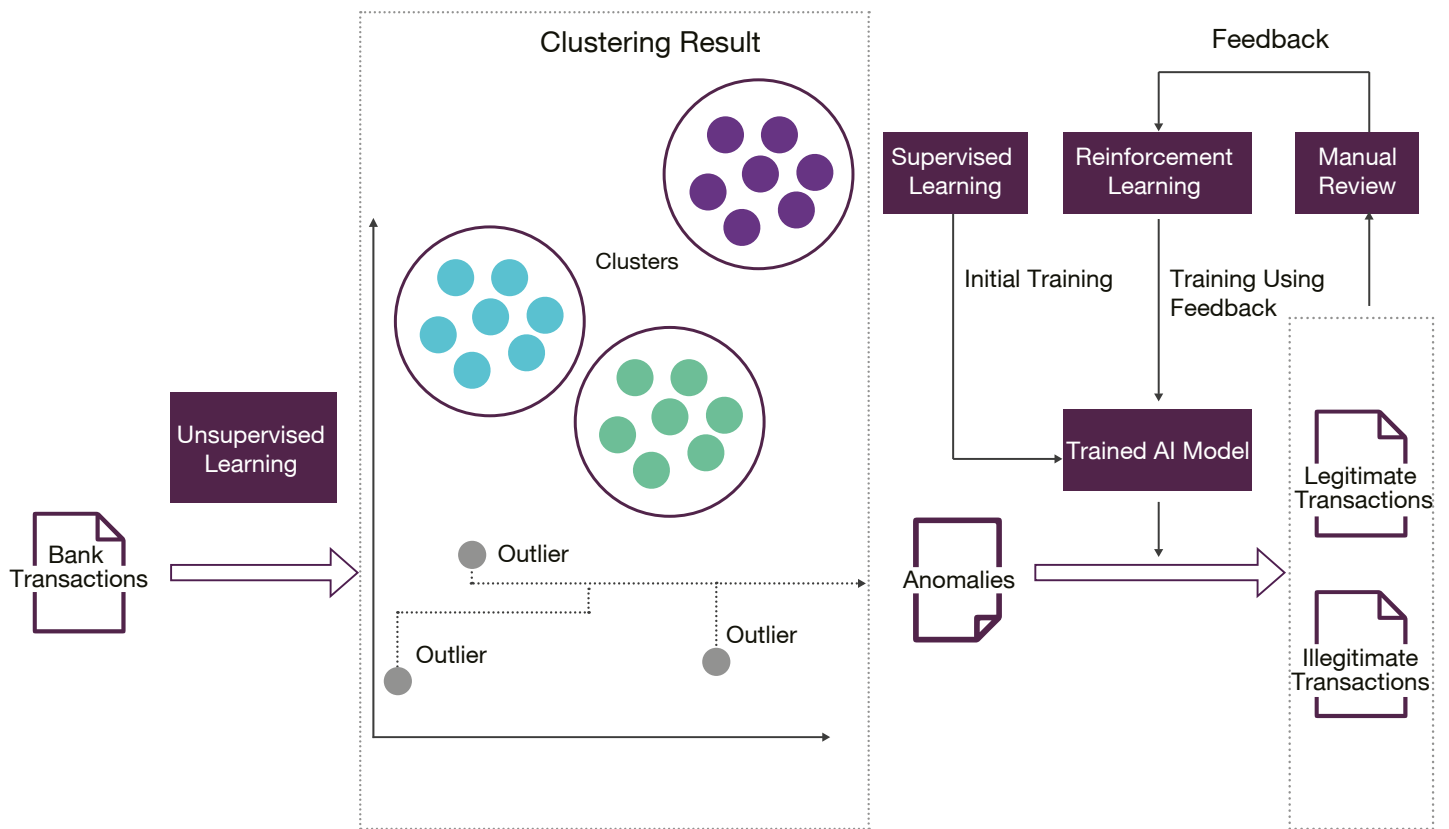 Clustering Result
Feedback
Supervised
Learning
Reinforcement
Learning
Manual
Review
Clusters
Initial Training
Training Using
Feedback
Unsupervised
Learning
Trained AI Model
Legitimate
Transactions
Bank
Transactions
Outlier
Anomalies
Outlier
Outlier
Illegitimate
Transactions